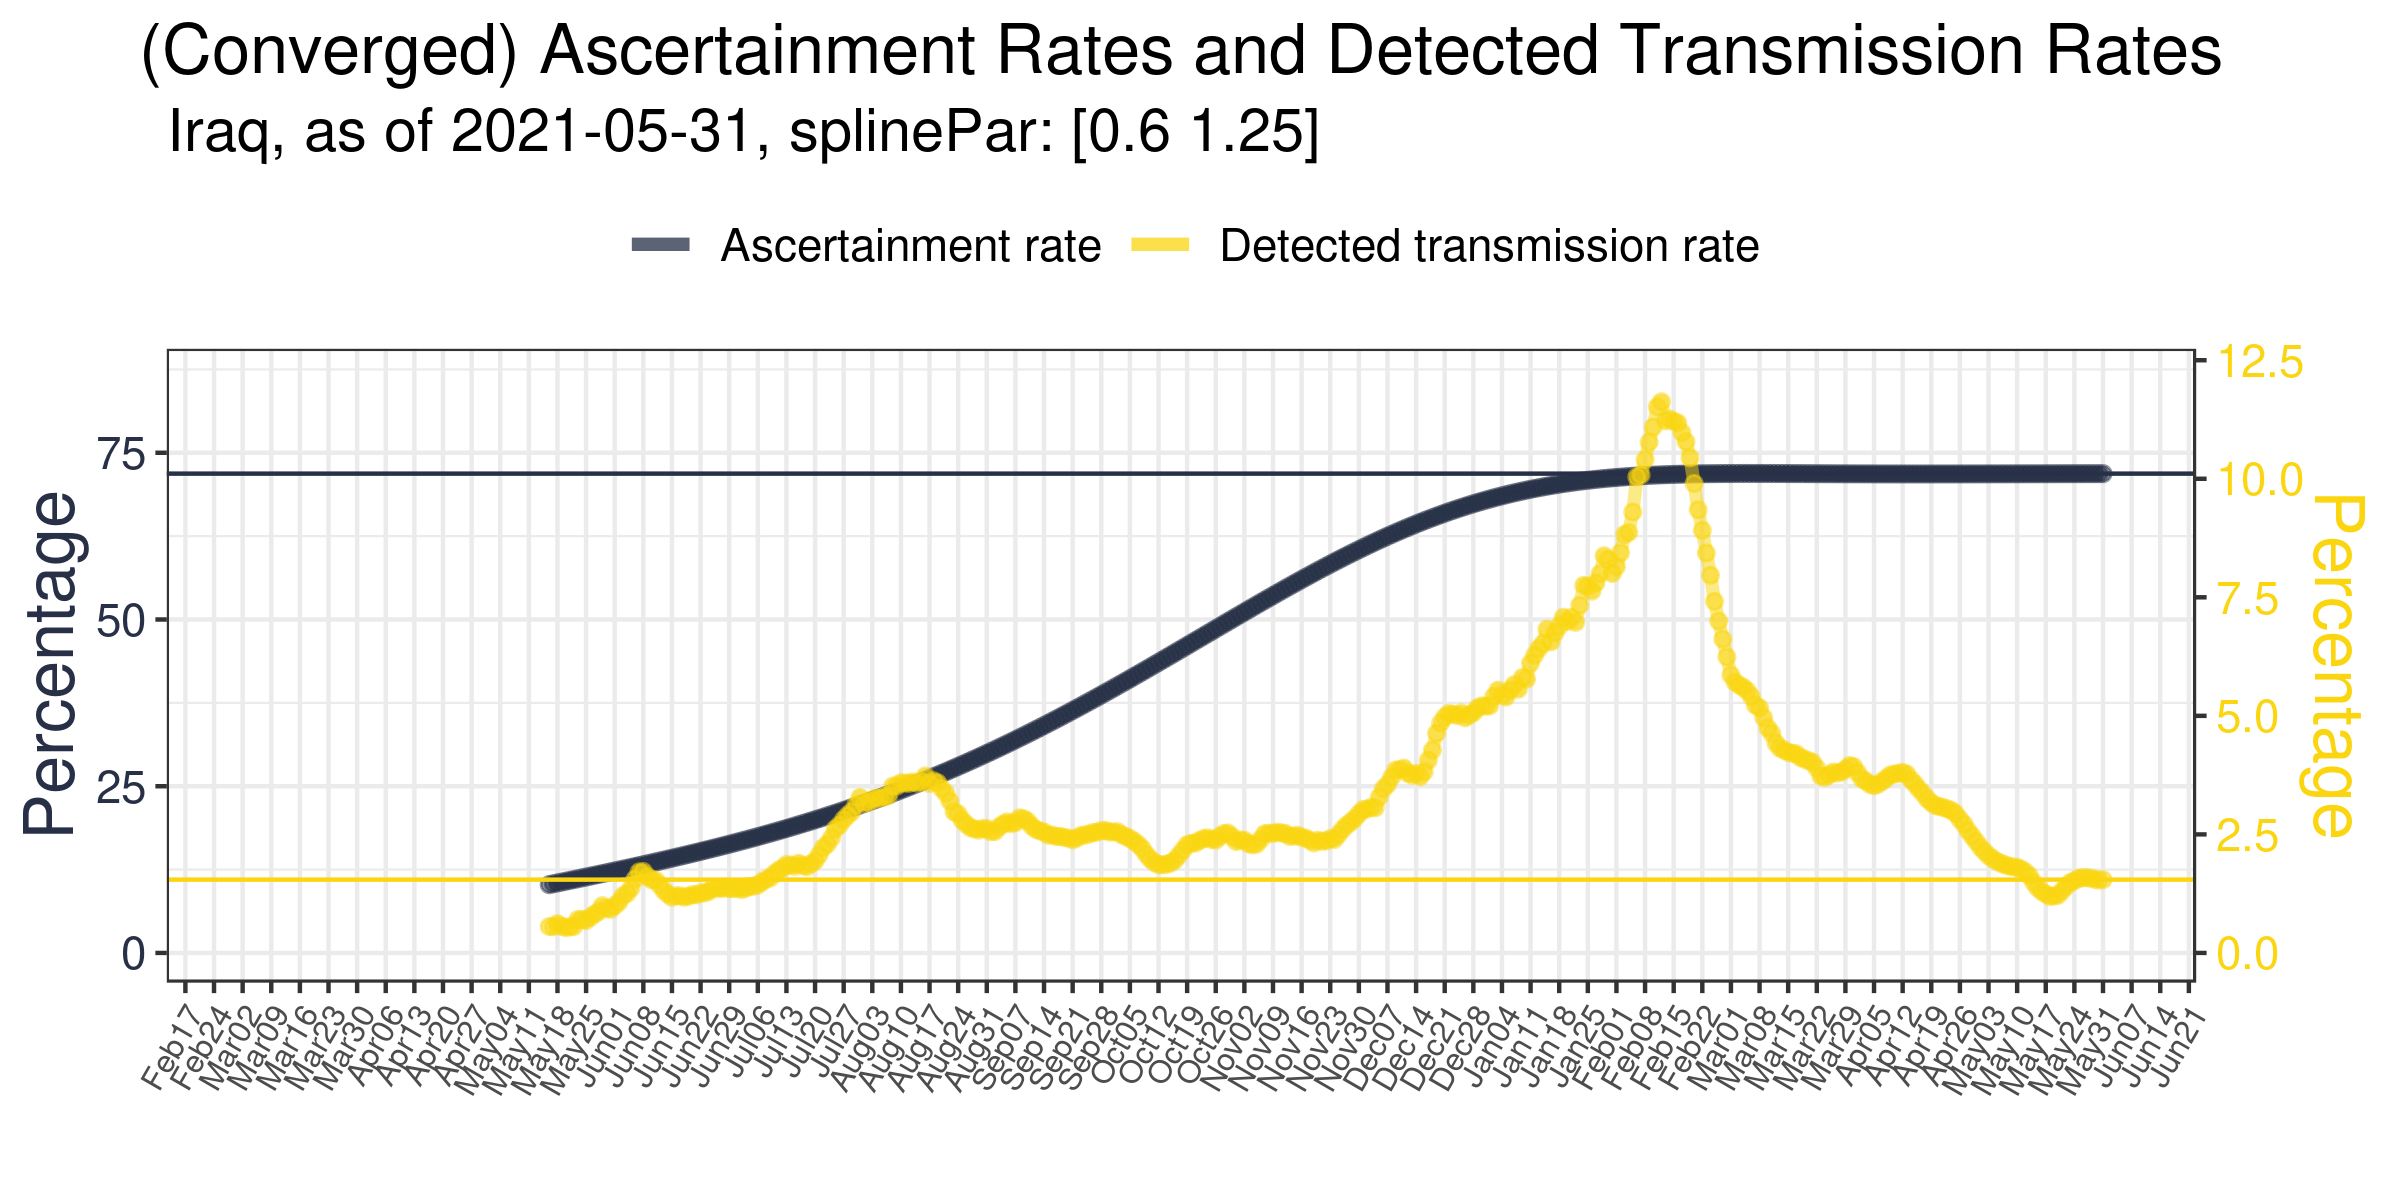 (Converged) Ascertainment Rates and Detected Transmission Rates
Iraq, as of 2021-05-31, splinePar: [0.6 1.25]
Ascertainment rate
Detected transmission rate
Percentage
75
50
25
0
12.5
10.0
7.5
5.0
2.5
0.0
Percentage
Feb17
Feb24
Mar02
Mar09
Mar16
Mar23
Mar30
Apr06
Apr13
Apr20
Apr27
May04
May11
May18
May25
Jun01
Jun08
Jun15
Jun22
Jun29
Jul06
Jul13
Jul20
Jul27
Aug03
Aug10
Aug17
Aug24
Aug31
Sep07
Sep14
Sep21
Sep28
Oct05
Oct12
Oct19
Oct26
Nov02
Nov09
Nov16
Nov23
Nov30
Dec07
Dec14
Dec21
Dec28
Jan04
Jan11
Jan18
Jan25
Feb01
Feb08
Feb15
Feb22
Mar01
Mar08
Mar15
Mar22
Mar29
Apr05
Apr12
Apr19
Apr26
May03
May10
May17
May24
May31
Jun07
Jun14
Jun21